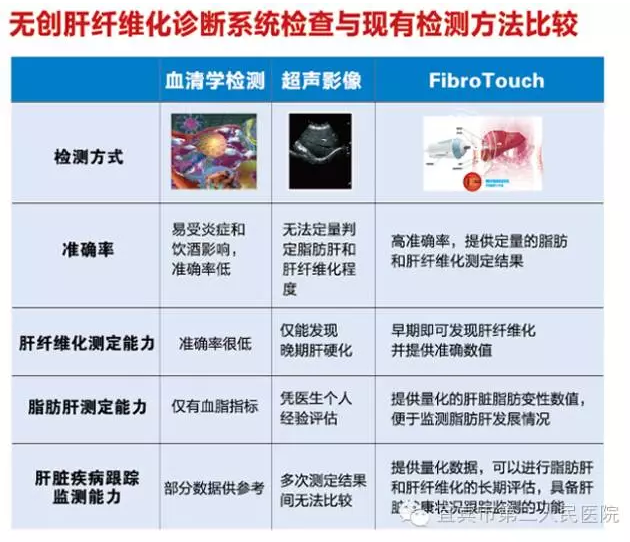 无创肝纤维化诊断系统检查与现有检测方法比较
血清学检测
超声影像
FibroTouch
检测方式
准确率
易受炎症和
饮酒影响，
准确率低
无法定量判
定脂肪肝和
肝纤维化程
度
高准确率，提供定量的脂肪
和肝纤维化测定结果
肝纤维化测定能力
准确率很低
仅能发现
晚期肝硬化
早期即可发现肝纤维化
并提供准确数值
脂肪肝测定能力
仅有血脂指标
凭医生个人
经验评估
提供量化的肝脏脂肪变性数值，
便于监测脂肪肝发展情况
肝脏疾病跟踪
监测能力
部分数据供参考
多次测定结果
间无法比较
提供量化数据，可以进行脂肪肝
和肝纤维化的长期评估，具备肝
康状况跟踪监测的功能
宜宾市第二人民医院